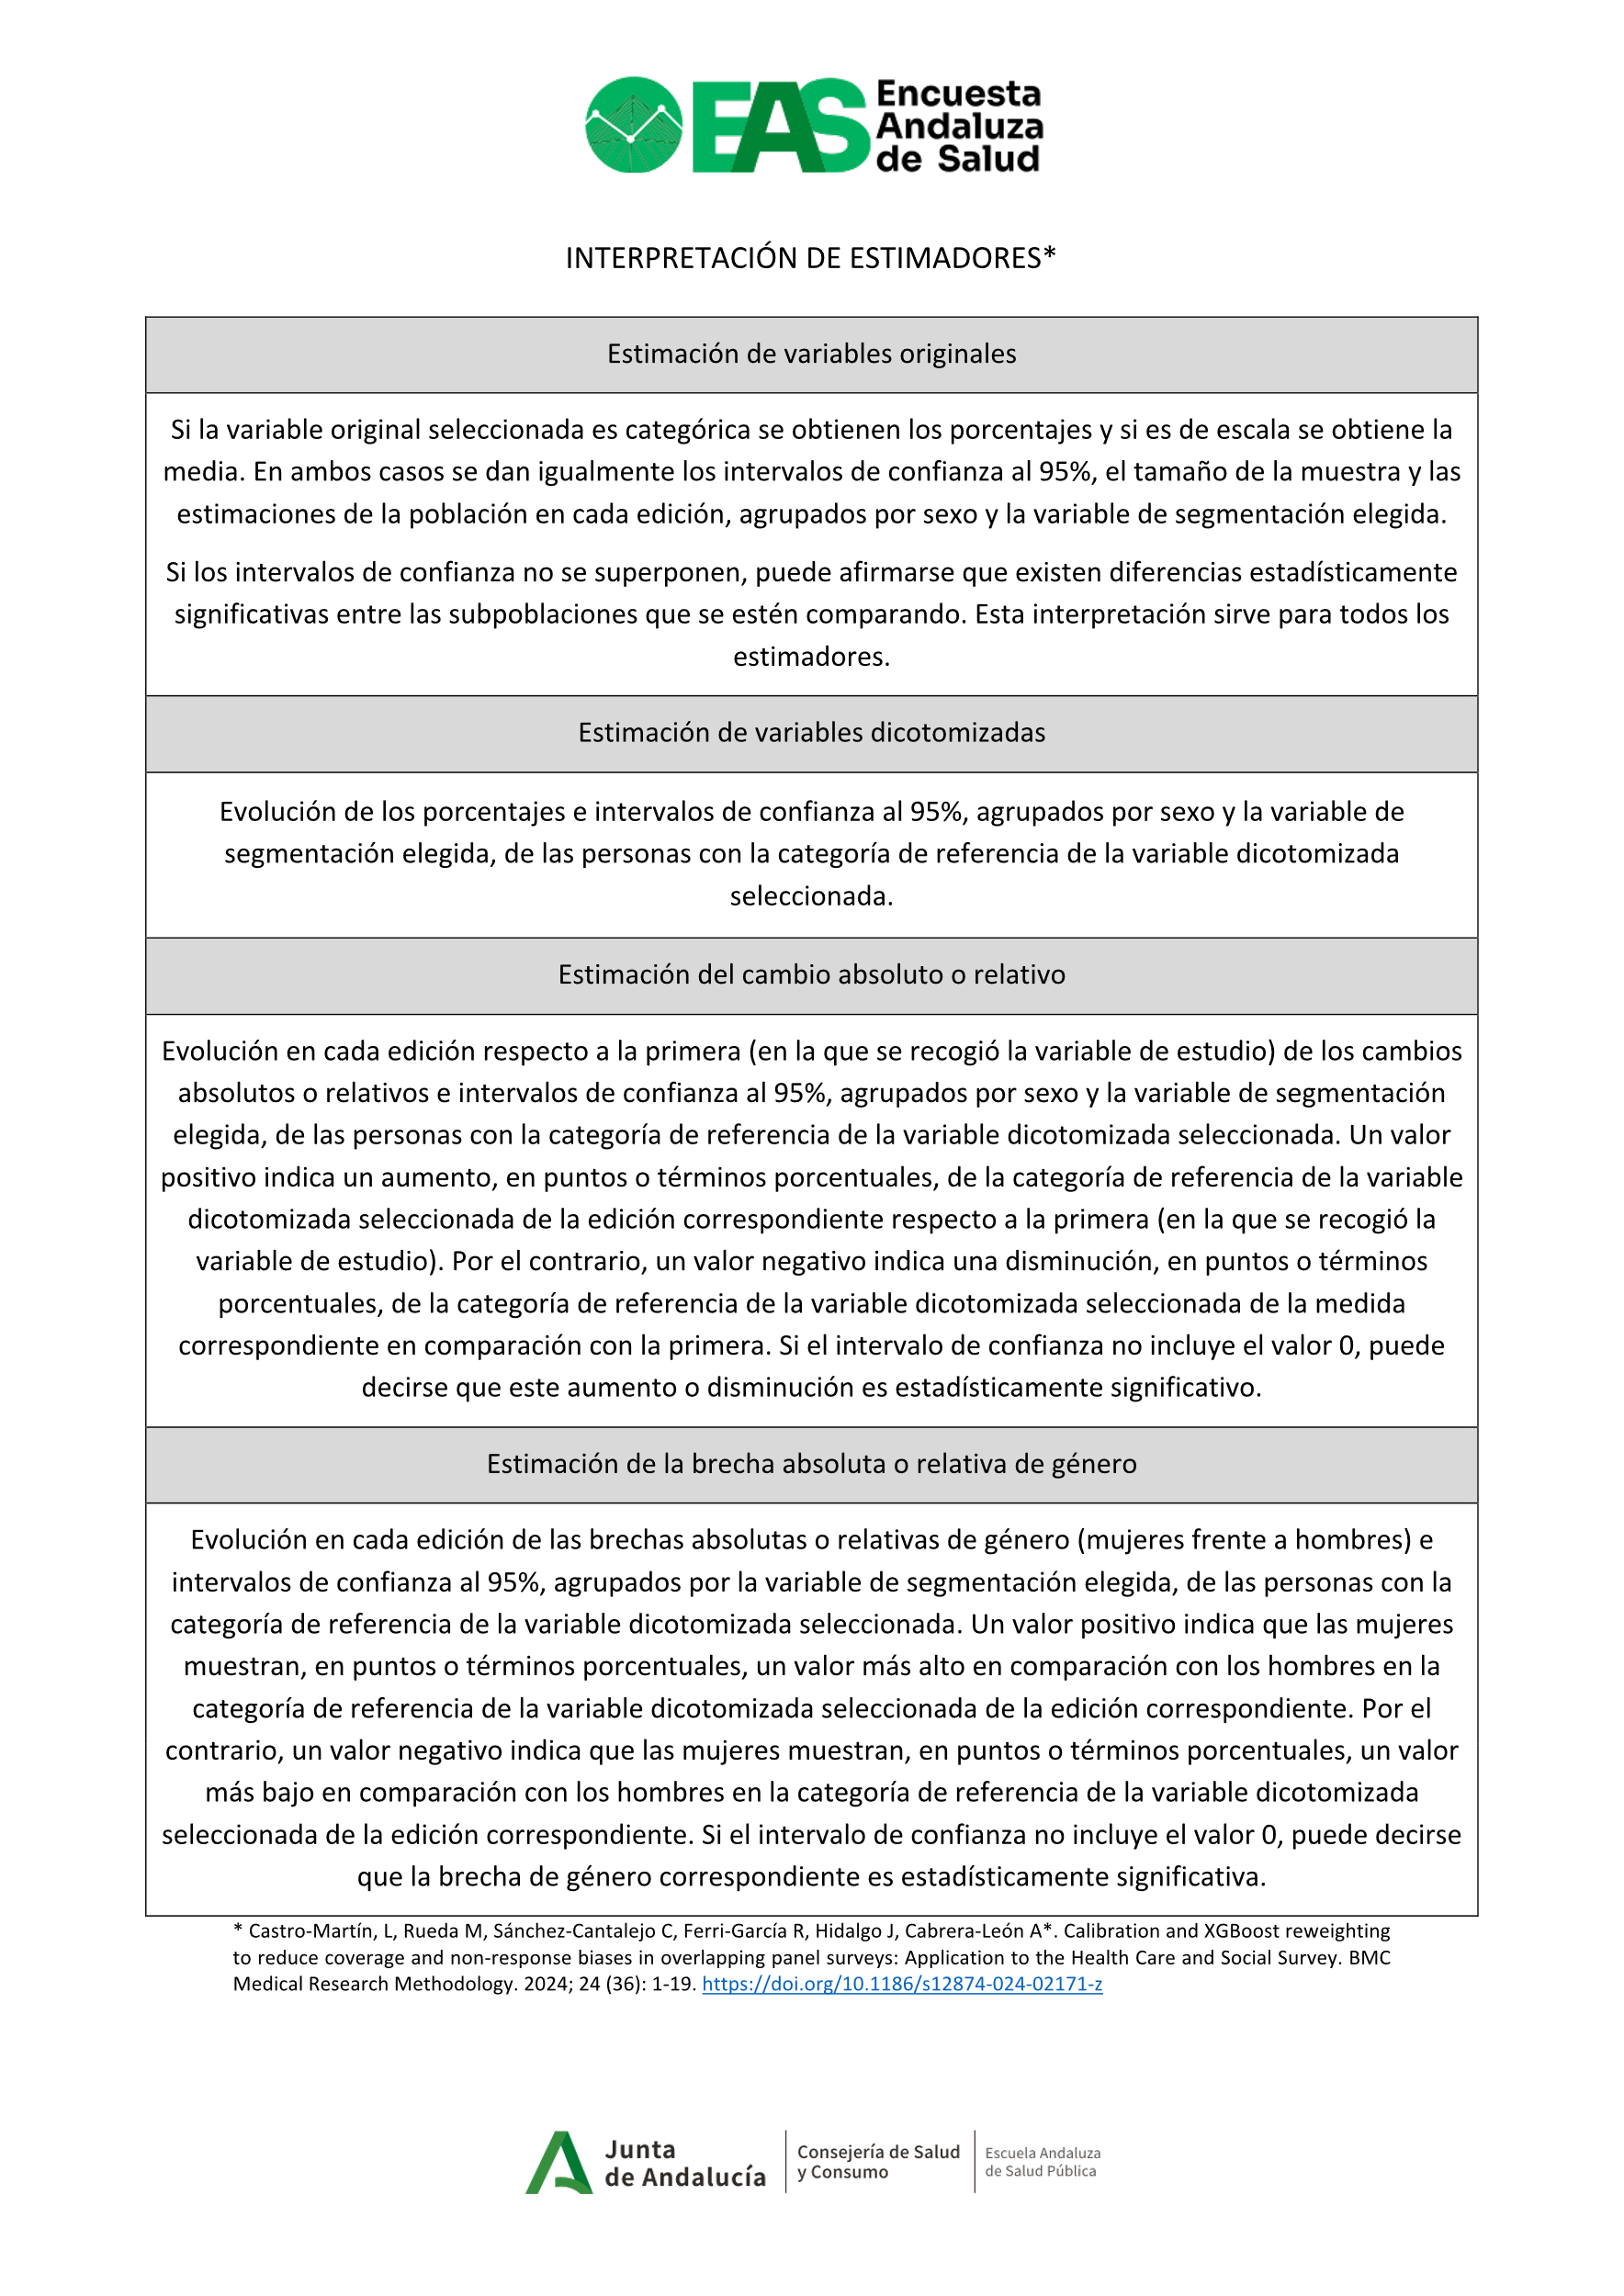 EAS Encuesta
Andaluza
de Salud
INTERPRETACIÓN DE ESTIMADORES*
Estimación de variables originales
Si la variable original seleccionada es categórica se obtienen los porcentajes y si es de escala se obtiene la
media. En ambos casos se dan igualmente los intervalos de confianza al 95%, el tamaño de la muestra y las
estimaciones de la población en cada edición, agrupados por sexo y la variable de segmentación elegida.
Si los intervalos de confianza no se superponen, puede afirmarse que existen diferencias estadísticamente
significativas entre las subpoblaciones que se estén comparando. Esta interpretación sirve para todos los
estimadores.
Estimación de variables dicotomizadas
Evolución de los porcentajes e intervalos de confianza al 95%, agrupados por sexo y la variable de
segmentación elegida, de las personas con la categoría de referencia de la variable dicotomizada
seleccionada.
Estimación del cambio absoluto o relativo
Evolución en cada edición respecto a la primera (en la que se recogió la variable de estudio) de los cambios
absolutos o relativos e intervalos de confianza al 95%, agrupados por sexo y la variable de segmentación
elegida, de las personas con la categoría de referencia de la variable dicotomizada seleccionada. Un valor
positivo indica un aumento, en puntos o términos porcentuales, de la categoría de referencia de la variable
dicotomizada seleccionada de la edición correspondiente respecto a la primera (en la que se recogió la
variable de estudio). Por el contrario, un valor negativo indica una disminución, en puntos o términos
porcentuales, de la categoría de referencia de la variable dicotomizada seleccionada de la medida
correspondiente en comparación con la primera. Si el intervalo de confianza no incluye el valor 0, puede
decirse que este aumento o disminución es estadísticamente significativo.
Estimación de la brecha absoluta o relativa de género
Evolución en cada edición de las brechas absolutas o relativas de género (mujeres frente a hombres) e
intervalos de confianza al 95%, agrupados por la variable de segmentación elegida, de las personas con la
categoría de referencia de la variable dicotomizada seleccionada. Un valor positivo indica que las mujeres
muestran, en puntos o términos porcentuales, un valor más alto en comparación con los hombres en la
categoría de referencia de la variable dicotomizada seleccionada de la edición correspondiente. Por el
contrario, un valor negativo indica que las mujeres muestran, en puntos o términos porcentuales, un valor
más bajo en comparación con los hombres en la categoría de referencia de la variable dicotomizada
seleccionada de la edición correspondiente. Si el intervalo de confianza no incluye el valor 0, puede decirse
que la brecha de género correspondiente es estadísticamente significativa.
* Castro-Martín, L, Rueda M, Sánchez-Cantalejo C, Ferri-García R, Hidalgo J, Cabrera-León A*. Calibration and XGBoost reweighting
to reduce coverage and non-response biases in overlapping panel surveys: Application to the Health Care and Social Survey. BMC
Medical Research Methodology. 2024; 24 (36): 1-19. https://doi.org/10.1186/s12874-024-02171-z
Junta
de Andalucía
Consejería de Salud
y Consumo
Escuela Andaluza
de Salud Pública